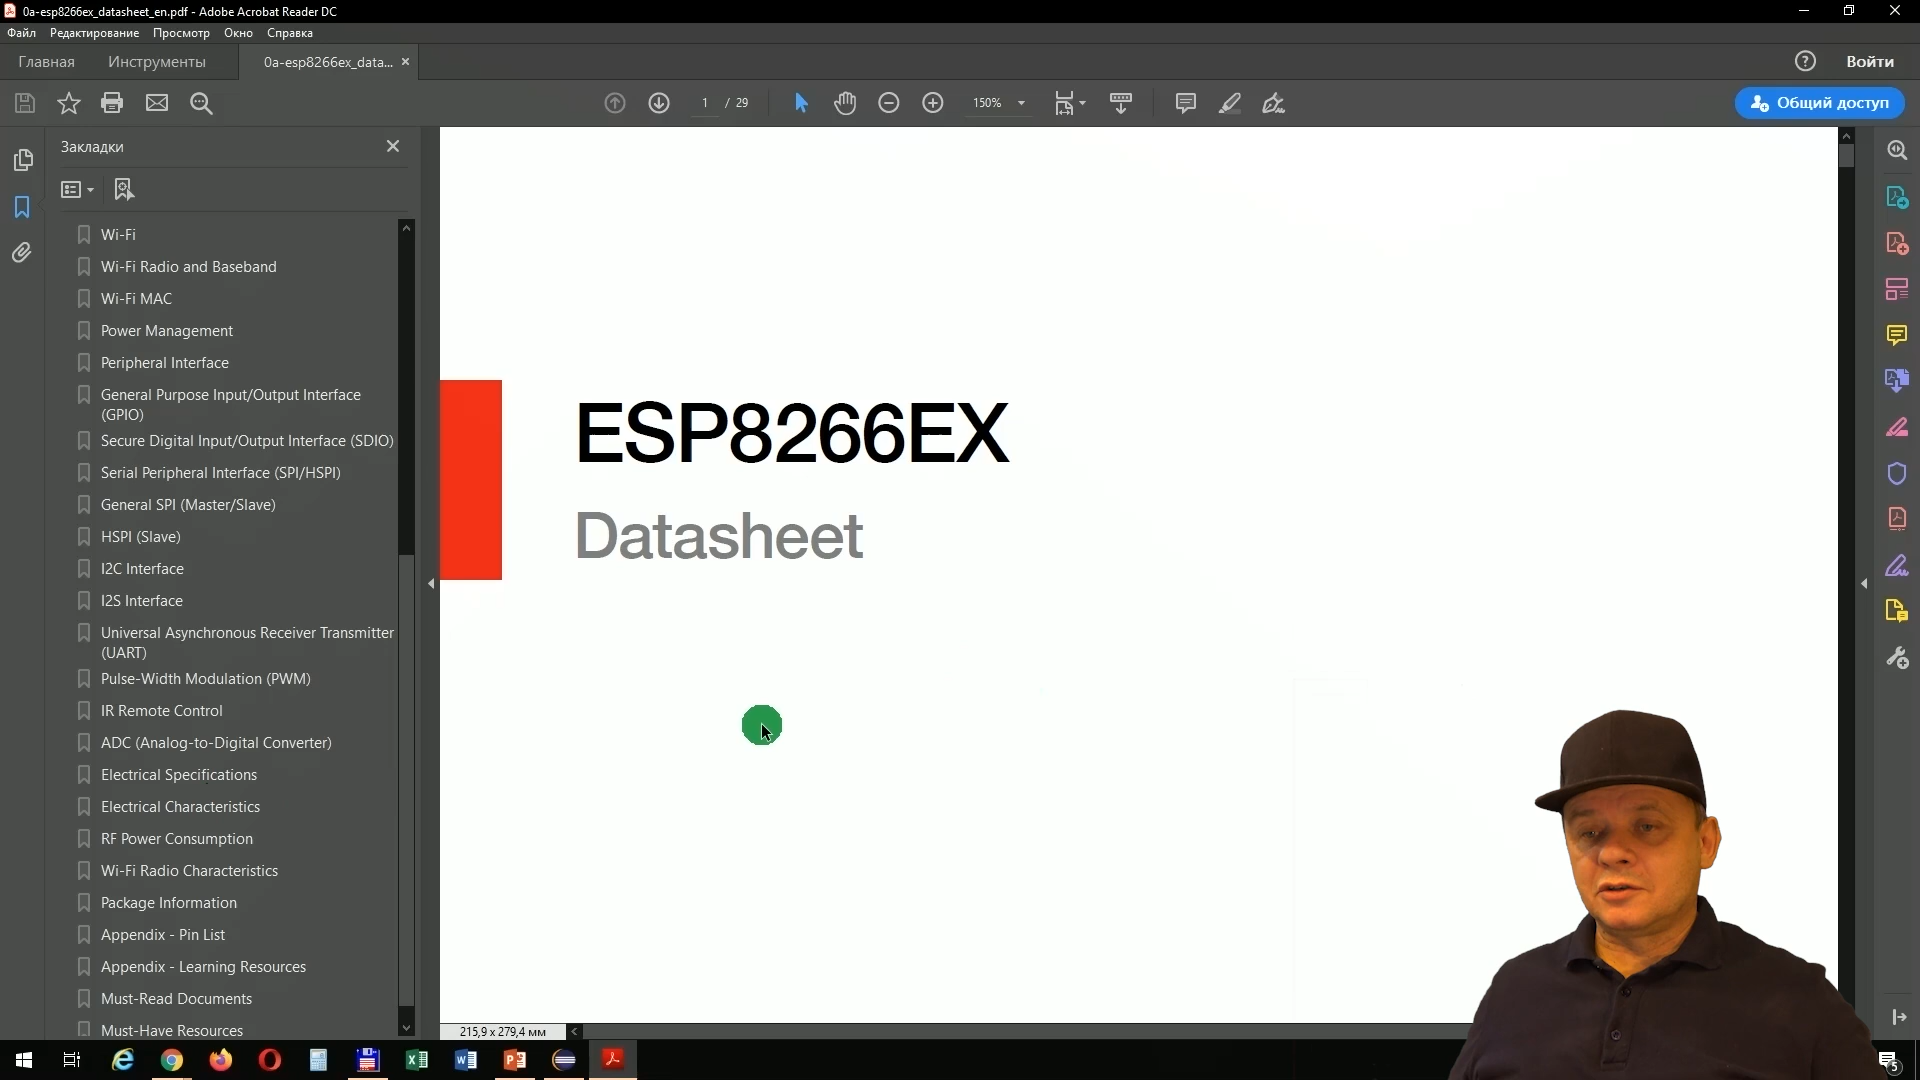 0a-esp8266ex_datasheet_en.pdf - Adobe Acrobat Reader DC
Файл Редактирование Просмотр Окно Справка
Главная Инструменты 0a-esp8266ex_data... Войти
1 / 29 150% Общий доступ
Закладки
Wi-Fi
Wi-Fi Radio and Baseband
Wi-Fi MAC
Power Management
Peripheral Interface
General Purpose Input/Output Interface
(GPIO)
Secure Digital Input/Output Interface (SDIO)
Serial Peripheral Interface (SPI/HSPI)
General SPI (Master/Slave)
HSPI (Slave)
I2C Interface
I2S Interface
Universal Asynchronous Receiver Transmitter
(UART)
Pulse-Width Modulation (PWM)
IR Remote Control
ADC (Analog-to-Digital Converter)
Electrical Specifications
Electrical Characteristics
RF Power Consumption
Wi-Fi Radio Characteristics
Package Information
Appendix - Pin List
Appendix - Learning Resources
Must-Read Documents
Must-Have Resources
ESP8266EX
Datasheet
215,9 x 279,4 мм
5